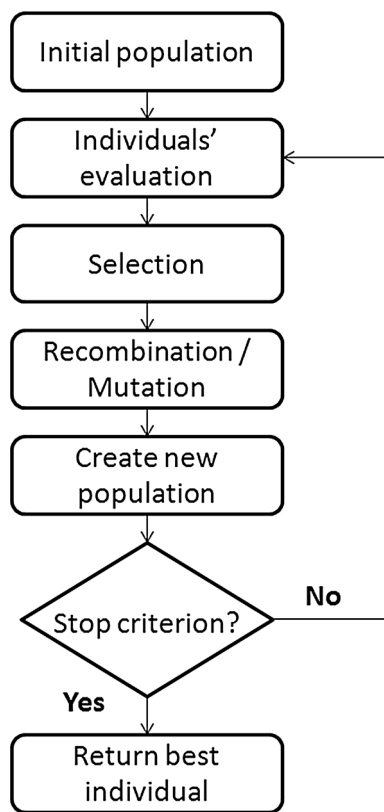 Initial population
Individuals’
evaluation
Selection
Recombination /
Mutation
Create new
population
Stop criterion?
No
Yes
Return best
individual